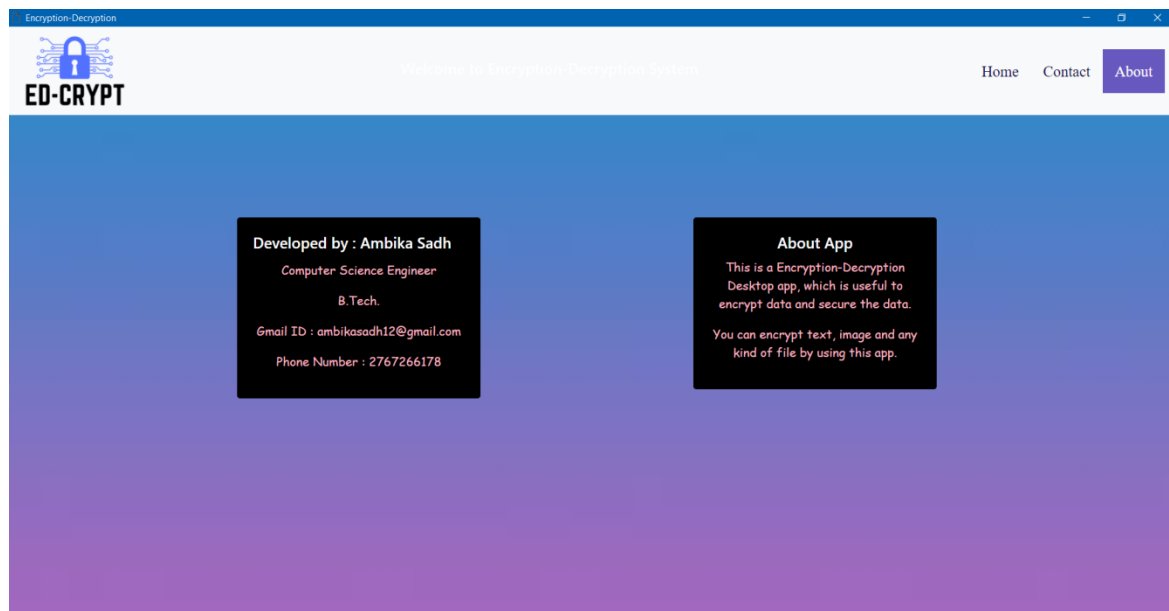 Encryption-Decryption
ED-CRYPT
Welcome to Encryption-Decryption System
Home Contact About
Developed by : Ambika Sadh
Computer Science Engineer
B.Tech.
Gmail ID : ambikasadh12@gmail.com
Phone Number : 2767266178
About App
This is a Encryption-Decryption
Desktop app, which is useful to
encrypt data and secure the data.
You can encrypt text, image and any
kind of file by using this app.